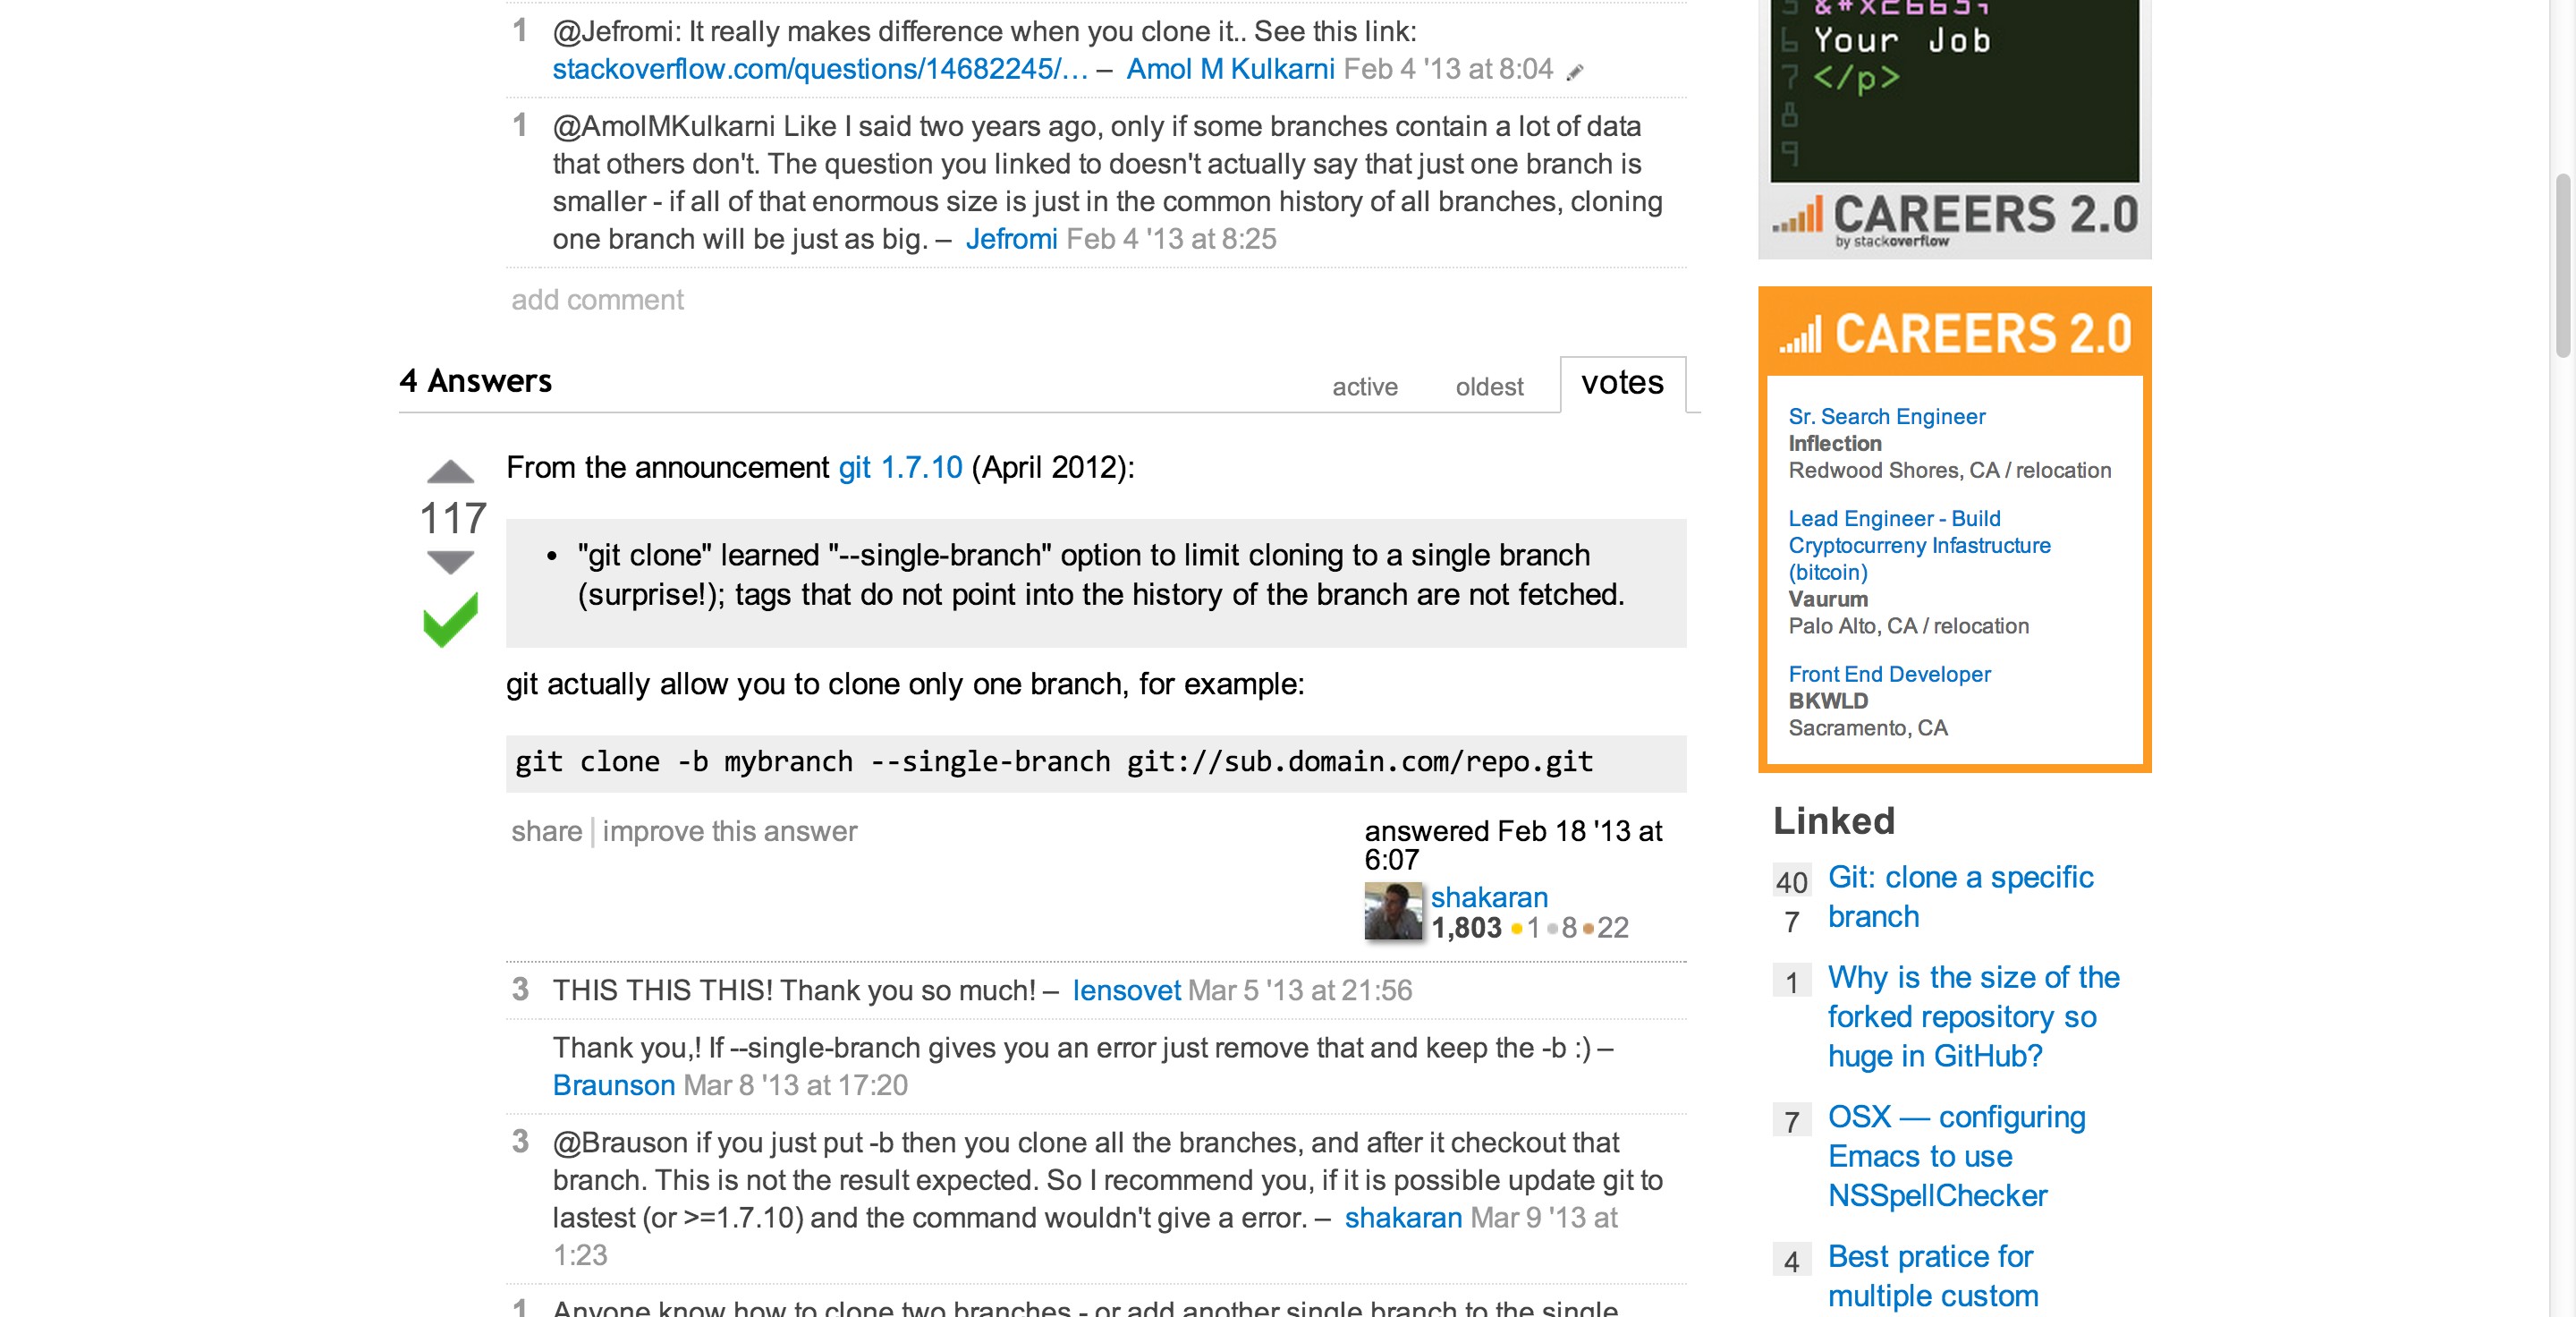 1 @Jefromi: It really makes difference when you clone it.. See this link:
stackoverflow.com/questions/14682245/… – Amol M Kulkarni Feb 4 '13 at 8:04
1 @AmolMKulkarni Like I said two years ago, only if some branches contain a lot of data
that others don't. The question you linked to doesn't actually say that just one branch is
smaller - if all of that enormous size is just in the common history of all branches, cloning
one branch will be just as big. – Jefromi Feb 4 '13 at 8:25
add comment
4 Answers
active oldest votes
117
From the announcement git 1.7.10 (April 2012):
• "git clone" learned "--single-branch" option to limit cloning to a single branch
(surprise!); tags that do not point into the history of the branch are not fetched.
git actually allow you to clone only one branch, for example:
git clone -b mybranch --single-branch git://sub.domain.com/repo.git
share | improve this answer
answered Feb 18 '13 at
6:07
shakaran
1,803 ●1 ●8 ●22
3 THIS THIS THIS! Thank you so much! – lensovet Mar 5 '13 at 21:56
Thank you,! If --single-branch gives you an error just remove that and keep the -b :) –
Braunson Mar 8 '13 at 17:20
3 @Brauson if you just put -b then you clone all the branches, and after it checkout that
branch. This is not the result expected. So I recommend you, if it is possible update git to
lastest (or >=1.7.10) and the command wouldn't give a error. – shakaran Mar 9 '13 at
1:23
1 Anyone know how to clone two branches - or add another single branch to the single
5 &#x2663;
6 Your Job
7 </p>
8
9
CAREERS 2.0
by stackoverflow
CAREERS 2.0
Sr. Search Engineer
Inflection
Redwood Shores, CA / relocation
Lead Engineer - Build
Cryptocurreny Infastructure
(bitcoin)
Vaurum
Palo Alto, CA / relocation
Front End Developer
BKWLD
Sacramento, CA
Linked
40 Git: clone a specific
7 branch
1 Why is the size of the
forked repository so
huge in GitHub?
7 OSX — configuring
Emacs to use
NSSpellChecker
4 Best pratice for
multiple custom